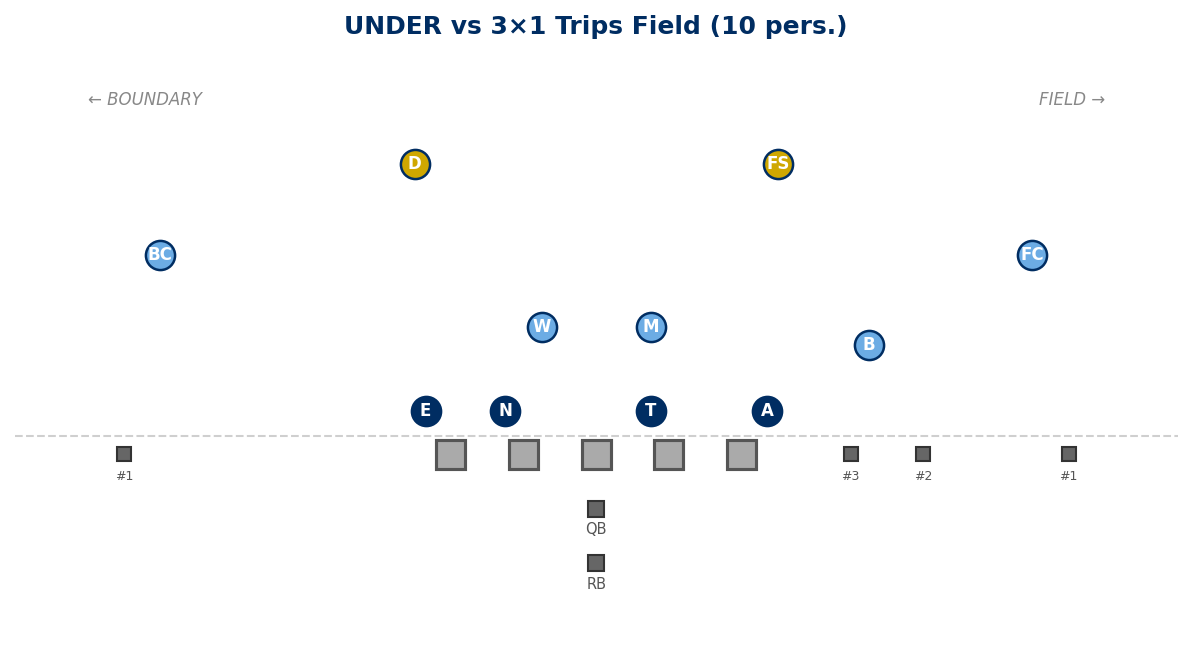 UNDER vs 3×1 Trips Field (10 pers.)
← BOUNDARY
FIELD →
D
FS
BC
FC
W
M
B
E
N
T
A
#1
#3
#2
#1
QB
RB